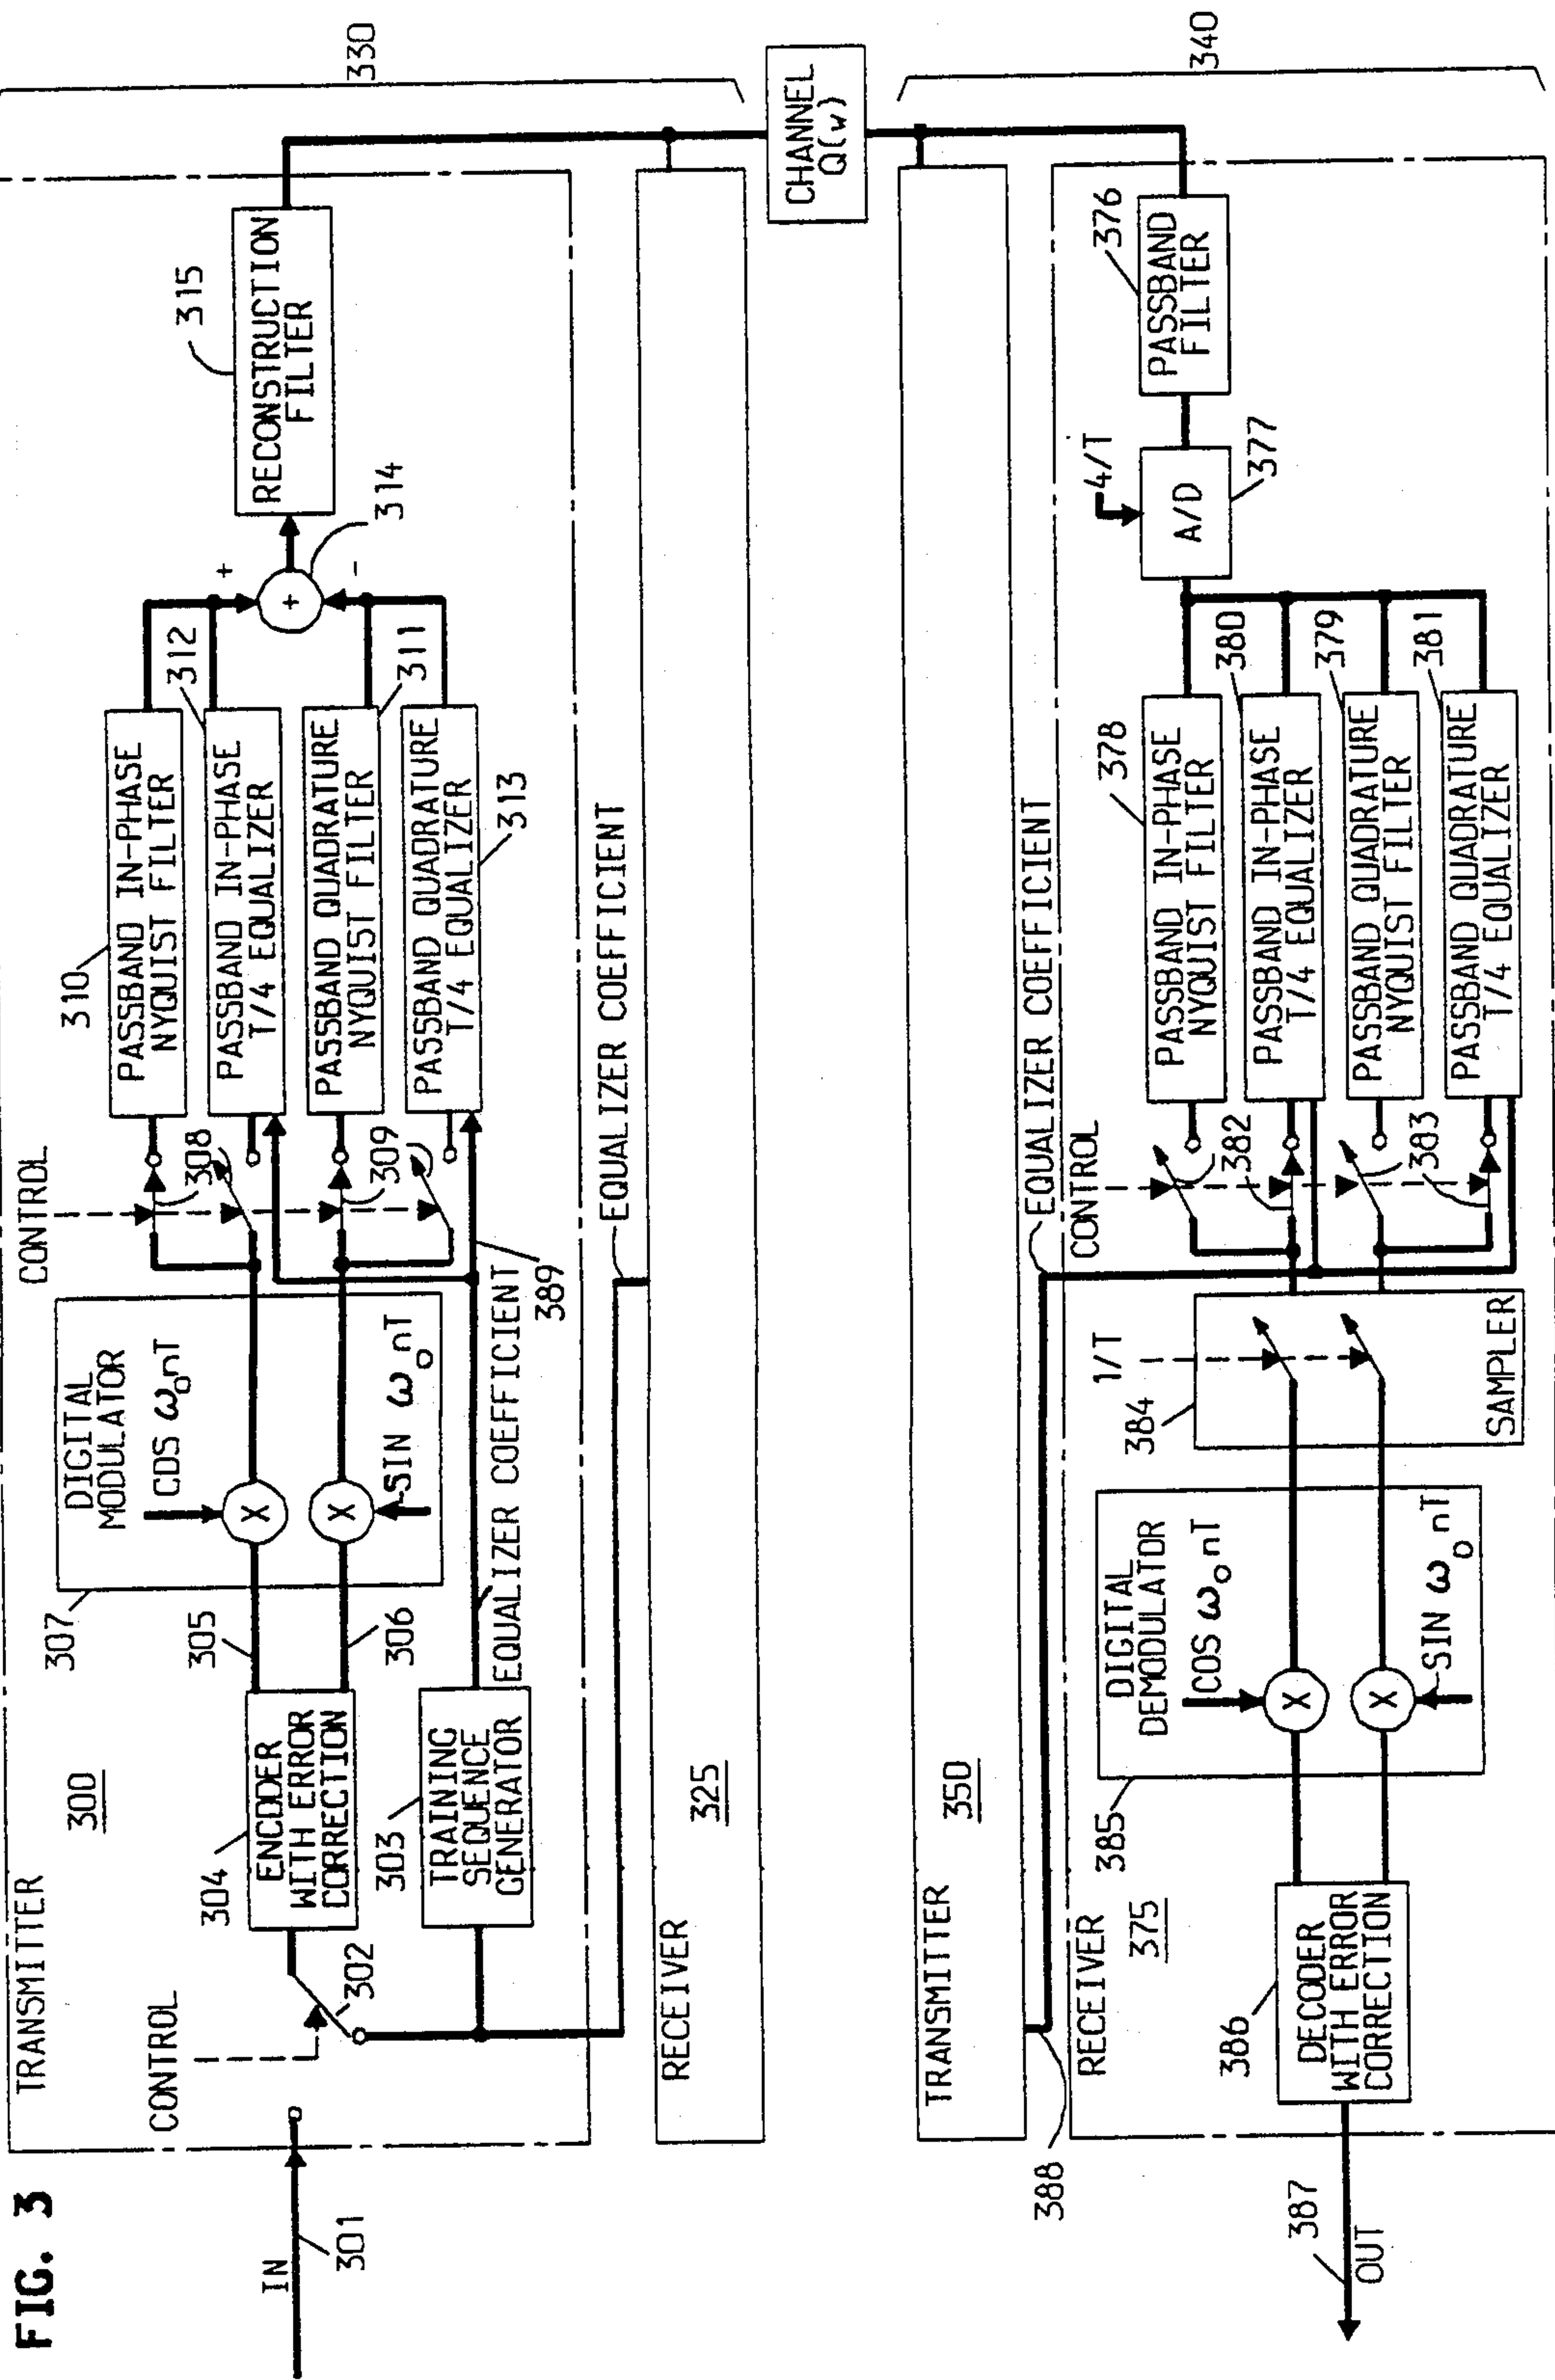 FIG. 3
TRANSMITTER
300
IN
301
CONTROL
302
304
ENCODER
WITH ERROR
CORRECTION
303
TRAINING
SEQUENCE
GENERATOR
305
306
307
DIGITAL
MODULATOR
COS ω₀nT
X
X
SIN ω₀nT
EQUALIZER COEFFICIENT
389
CONTROL
308
309
310
PASSBAND IN-PHASE
NYQUIST FILTER
312
PASSBAND IN-PHASE
T/4 EQUALIZER
311
PASSBAND QUADRATURE
NYQUIST FILTER
313
PASSBAND QUADRATURE
T/4 EQUALIZER
+
+
-
314
315
RECONSTRUCTION
FILTER
330
EQUALIZER COEFFICIENT
RECEIVER
325
CHANNEL
Q(w)
TRANSMITTER
350
388
EQUALIZER COEFFICIENT
340
RECEIVER
375
387
OUT
386
DECODER
WITH ERROR
CORRECTION
385
DIGITAL
DEMODULATOR
COS ω₀nT
X
X
SIN ω₀nT
384
1/T
SAMPLER
CONTROL
382
383
378
PASSBAND IN-PHASE
NYQUIST FILTER
380
PASSBAND IN-PHASE
T/4 EQUALIZER
379
PASSBAND QUADRATURE
NYQUIST FILTER
381
PASSBAND QUADRATURE
T/4 EQUALIZER
4/T
A/D
377
376
PASSBAND
FILTER